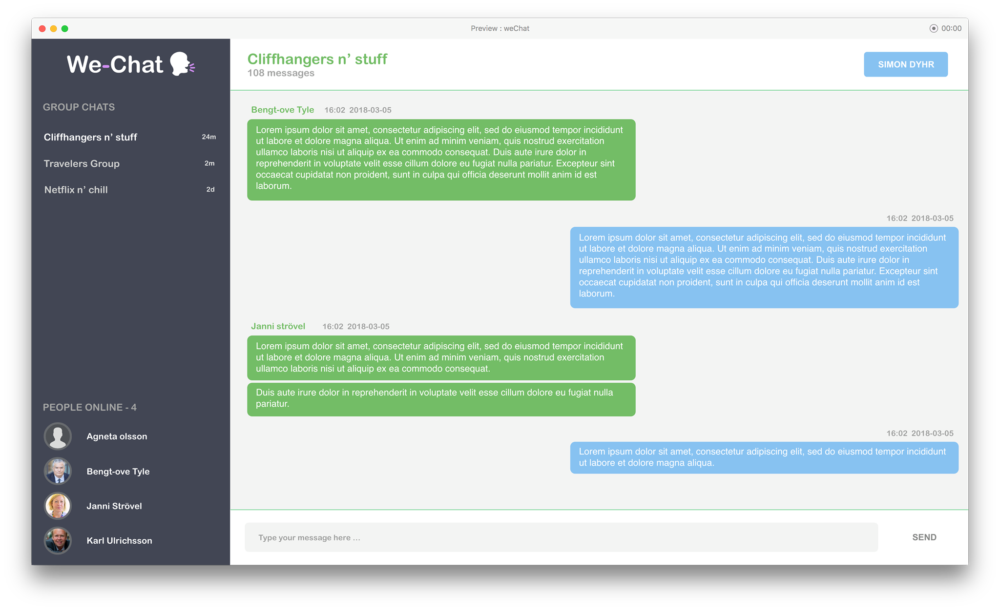 Preview : weChat
00:00
We-Chat
GROUP CHATS
Cliffhangers n’ stuff 24m
Travelers Group 2m
Netflix n’ chill 2d
PEOPLE ONLINE - 4
Agneta olsson
Bengt-ove Tyle
Janni Strövel
Karl Ulrichsson
Cliffhangers n’ stuff
108 messages
SIMON DYHR
Bengt-ove Tyle 16:02 2018-03-05
Lorem ipsum dolor sit amet, consectetur adipiscing elit, sed do eiusmod tempor incididunt
ut labore et dolore magna aliqua. Ut enim ad minim veniam, quis nostrud exercitation
ullamco laboris nisi ut aliquip ex ea commodo consequat. Duis aute irure dolor in
reprehenderit in voluptate velit esse cillum dolore eu fugiat nulla pariatur. Excepteur sint
occaecat cupidatat non proident, sunt in culpa qui officia deserunt mollit anim id est
laborum.
16:02 2018-03-05
Lorem ipsum dolor sit amet, consectetur adipiscing elit, sed do eiusmod tempor incididunt
ut labore et dolore magna aliqua. Ut enim ad minim veniam, quis nostrud exercitation
ullamco laboris nisi ut aliquip ex ea commodo consequat. Duis aute irure dolor in
reprehenderit in voluptate velit esse cillum dolore eu fugiat nulla pariatur. Excepteur sint
occaecat cupidatat non proident, sunt in culpa qui officia deserunt mollit anim id est
laborum.
Janni strövel 16:02 2018-03-05
Lorem ipsum dolor sit amet, consectetur adipiscing elit, sed do eiusmod tempor incididunt
ut labore et dolore magna aliqua. Ut enim ad minim veniam, quis nostrud exercitation
ullamco laboris nisi ut aliquip ex ea commodo consequat.
Duis aute irure dolor in reprehenderit in voluptate velit esse cillum dolore eu fugiat nulla
pariatur.
16:02 2018-03-05
Lorem ipsum dolor sit amet, consectetur adipiscing elit, sed do eiusmod tempor incididunt
ut labore et dolore magna aliqua.
Type your message here ...
SEND